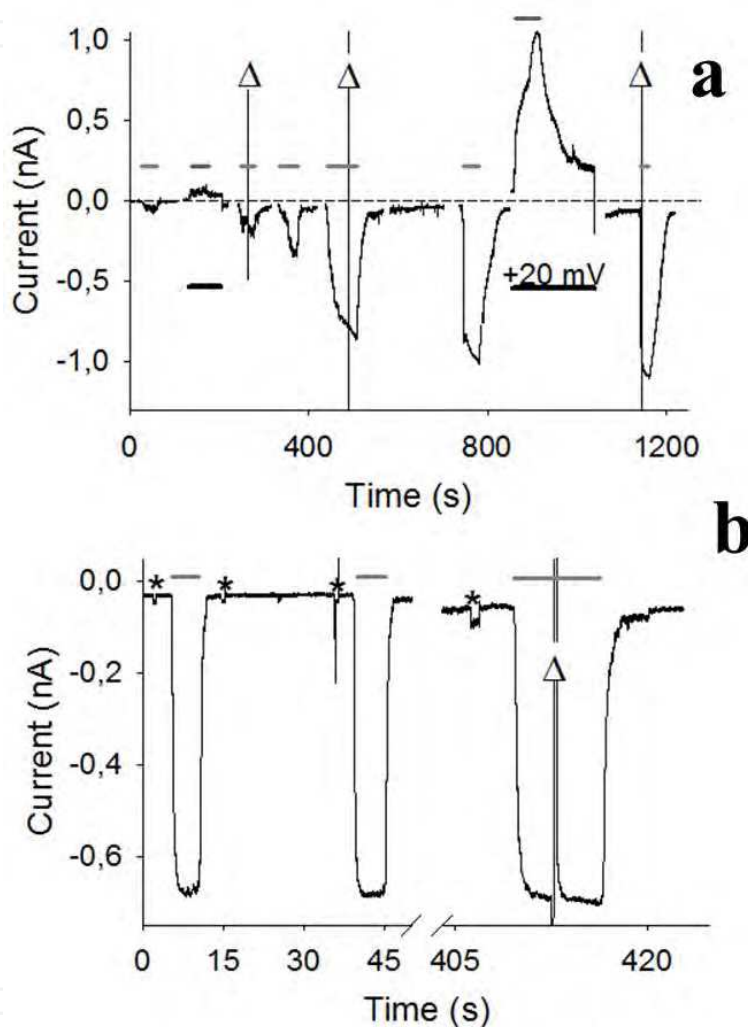 a
1,0
0,5
0,0
-0,5
-1,0
Current (nA)
Δ Δ Δ
+20 mV
0 400 800 1200
Time (s)
b
0,0
-0,2
-0,4
-0,6
Current (nA)
* * * *
Δ
0 15 30 45 405 420
Time (s)